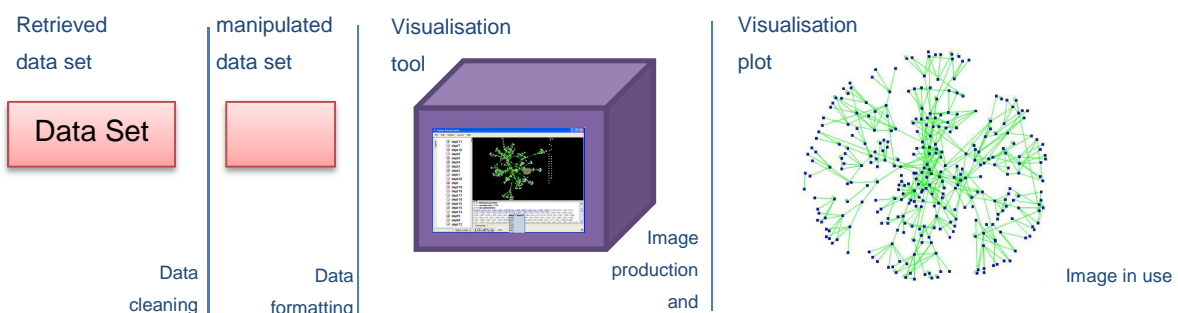 Retrieved
data set
Data Set
Data
cleaning
manipulated
data set
Data
formatting
Visualisation
tool
Image
production
and
Visualisation
plot
Image in use